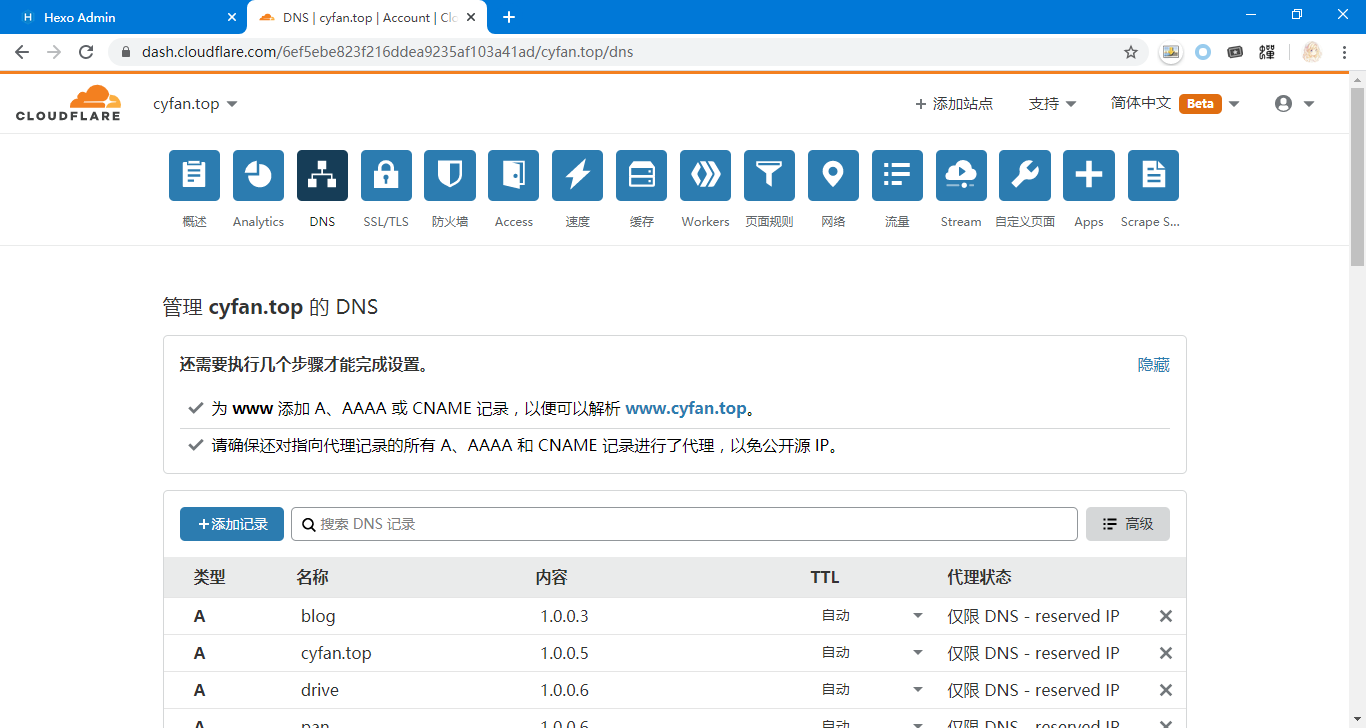 Hexo Admin
DNS | cyfan.top | Account | Clo
dash.cloudflare.com/6ef5ebe823f216ddea9235af103a41ad/cyfan.top/dns
CLOUDFLARE
cyfan.top
添加站点
支持
简体中文 Beta
概述 Analytics DNS SSL/TLS 防火墙 Access 速度 缓存 Workers 页面规则 网络 流量 Stream 自定义页面 Apps Scrape S...
管理 cyfan.top 的 DNS
还需要执行几个步骤才能完成设置。 隐藏
为 www 添加 A、AAAA 或 CNAME 记录，以便可以解析 www.cyfan.top。
请确保还对指向代理记录的所有 A、AAAA 和 CNAME 记录进行了代理，以免公开源 IP。
+添加记录 搜索 DNS 记录 高级
类型 名称 内容 TTL 代理状态
A blog 1.0.0.3 自动 仅限 DNS - reserved IP
A cyfan.top 1.0.0.5 自动 仅限 DNS - reserved IP
A drive 1.0.0.6 自动 仅限 DNS - reserved IP
A pan 1.0.0.6 自动 仅限 DNS - reserved IP